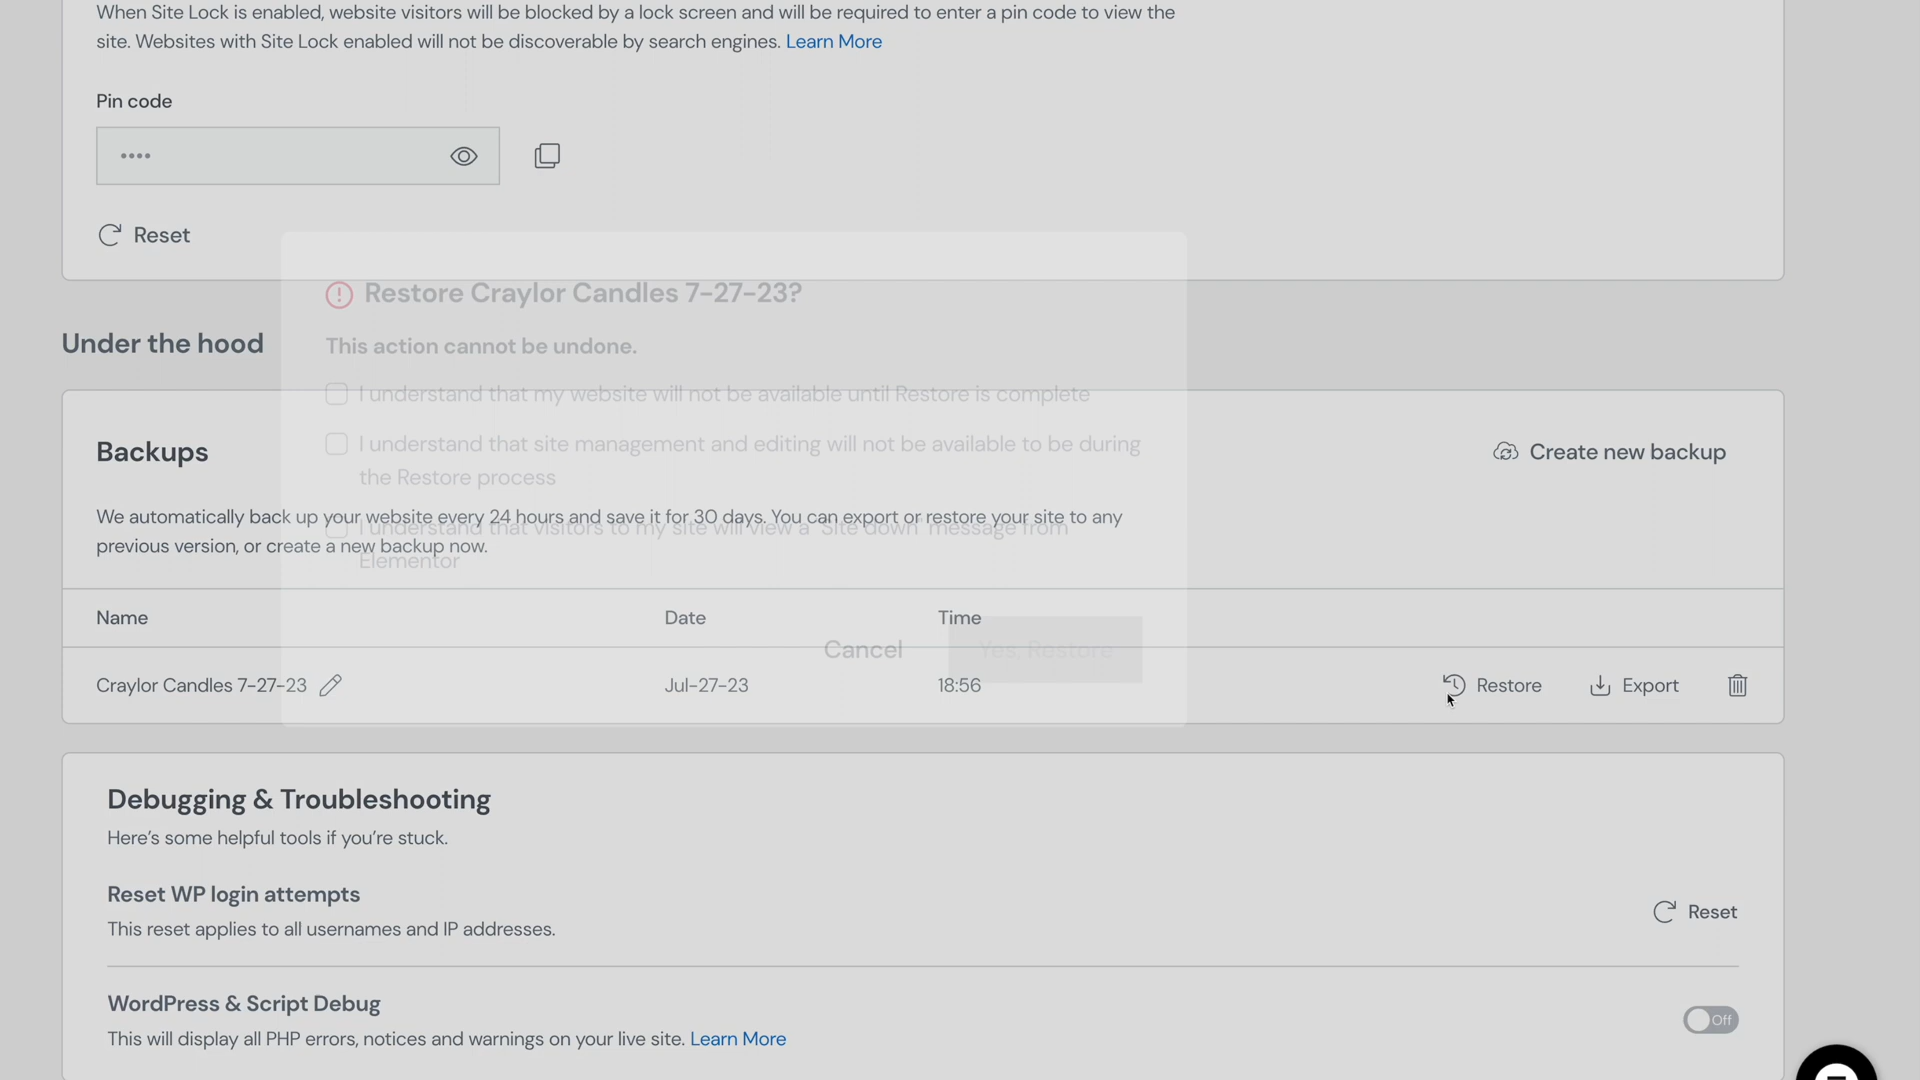 When Site Lock is enabled, website visitors will be blocked by a lock screen and will be required to enter a pin code to view the
site. Websites with Site Lock enabled will not be discoverable by search engines. Learn More
Pin code
••••
Reset
Restore Craylor Candles 7-27-23?
This action cannot be undone.
I understand that my website will not be available until Restore is complete
I understand that site management and editing will not be available to be during
the Restore process
I understand that visitors to my site will view a "Site down" message from
Elementor
Cancel
Yes, Restore
Under the hood
Backups
Create new backup
We automatically back up your website every 24 hours and save it for 30 days. You can export or restore your site to any
previous version, or create a new backup now.
Name Date Time
Craylor Candles 7-27-23 Jul-27-23 18:56 Restore Export
Debugging & Troubleshooting
Here's some helpful tools if you're stuck.
Reset WP login attempts
This reset applies to all usernames and IP addresses.
Reset
WordPress & Script Debug
This will display all PHP errors, notices and warnings on your live site. Learn More
Off